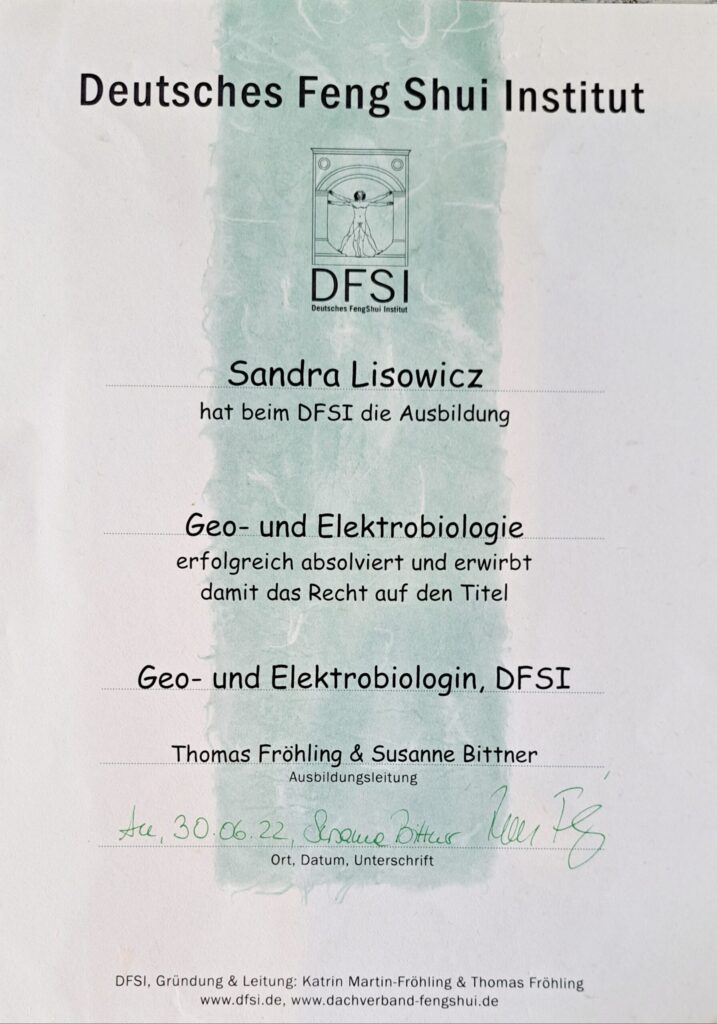 Deutsches Feng Shui Institut
DFSI
Deutsches FengShui Institut
Sandra Lisowicz
hat beim DFSI die Ausbildung
Geo- und Elektrobiologie
erfolgreich absolviert und erwirbt
damit das Recht auf den Titel
Geo- und Elektrobiologin, DFSI
Thomas Fröhling & Susanne Bittner
Ausbildungsleitung
Au, 30.06.22, Susanne Bittner
Ort, Datum, Unterschrift
DFSI, Gründung & Leitung: Katrin Martin-Fröhling & Thomas Fröhling
www.dfsi.de, www.dachverband-fengshui.de